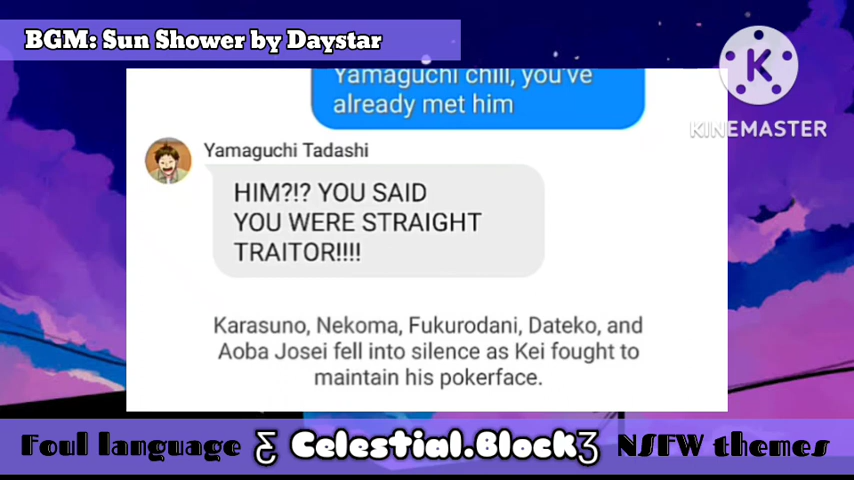 BGM: Sun Shower by Daystar
KINEMASTER
Yamaguchi chill, you've
already met him
Yamaguchi Tadashi
HIM?!? YOU SAID
YOU WERE STRAIGHT
TRAITOR!!!!
Karasuno, Nekoma, Fukurodani, Dateko, and
Aoba Josei fell into silence as Kei fought to
maintain his pokerface.
Foul language Ƹ Celestial.BlockƷ NSFW themes